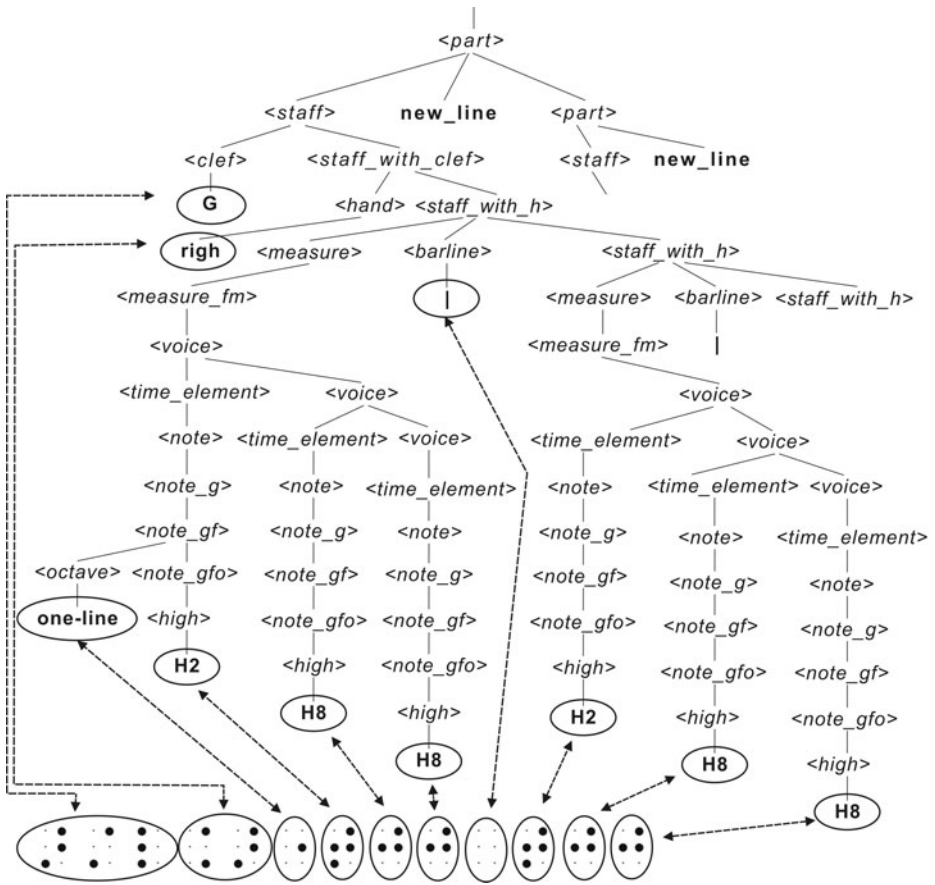 <part>
<staff> new_line <part>
<clef> <staff_with_clef> <staff> new_line
G <hand> <staff_with_h>
righ <measure> <barline> <staff_with_h>
<measure_fm> | <measure> <barline> <staff_with_h>
<voice> <measure_fm> |
<time_element> <voice> <voice>
<note> <time_element> <voice> <time_element> <voice>
<note_g> <note> <time_element> <note> <time_element> <voice>
<note_gf> <note_g> <note> <note_g> <note> <time_element>
<octave> <note_gfo> <note_gf> <note_g> <note_gf> <note_g> <note>
one-line <high> <note_gfo> <note_gf> <note_gfo> <note_gf> <note_g>
H2 <high> <note_gfo> <high> <note_gfo> <note_gf>
H8 <high> H2 <high> <note_gfo>
H8 H8 <high>
H8